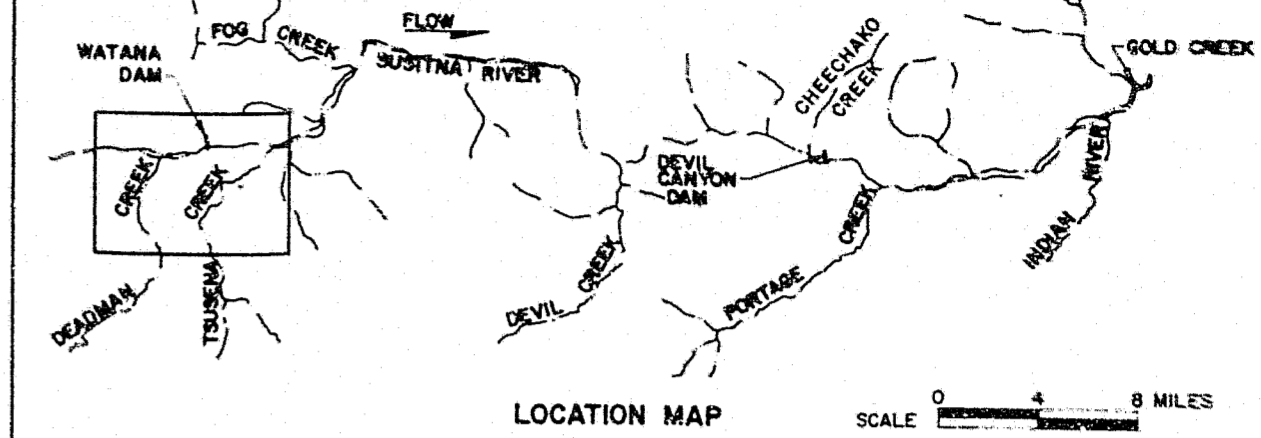 FLOW
FOG CREEK
SUSITNA RIVER
WATANA
DAM
CHEECHAKO
CREEK
GOLD CREEK
DEVIL
CANYON
DAM
CREEK
CREEK
CREEK
CREEK
RIVER
INDIAN
DEADMAN
TSUSENA
DEVIL
PORTAGE
LOCATION MAP
SCALE
0 4 8 MILES